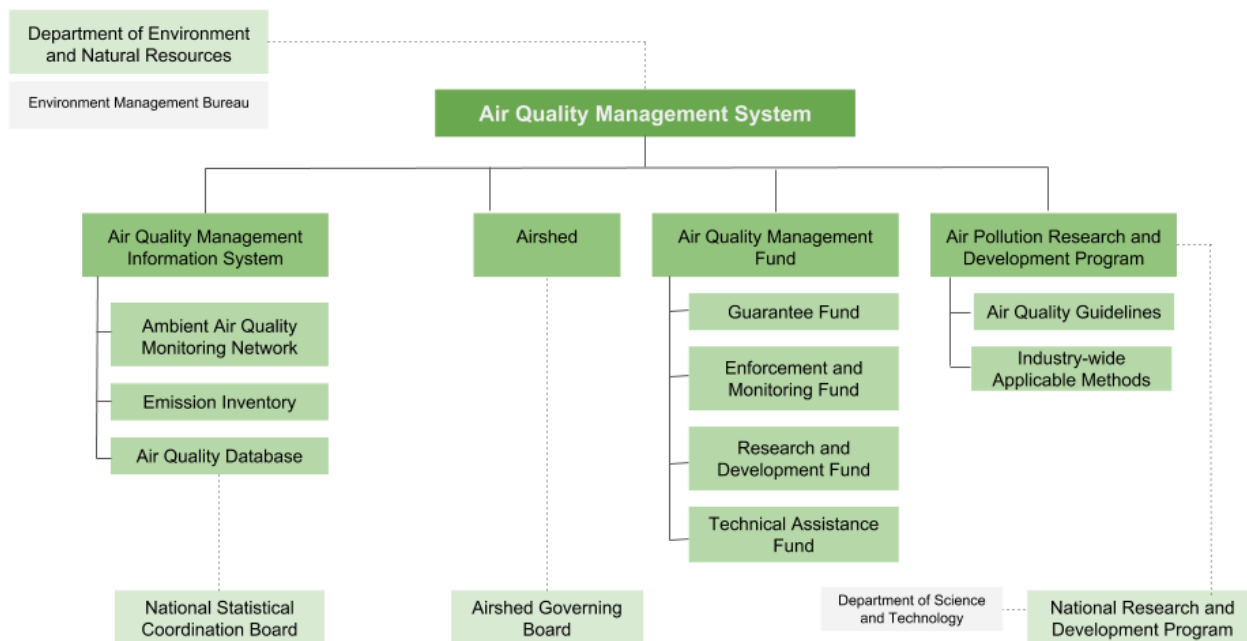 Department of Environment
and Natural Resources
Environment Management Bureau
Air Quality Management System
Air Quality Management
Information System
Airshed
Air Quality Management
Fund
Air Pollution Research and
Development Program
Ambient Air Quality
Monitoring Network
Emission Inventory
Air Quality Database
Guarantee Fund
Enforcement and
Monitoring Fund
Research and
Development Fund
Technical Assistance
Fund
Air Quality Guidelines
Industry-wide
Applicable Methods
National Statistical
Coordination Board
Airshed Governing
Board
Department of Science
and Technology
National Research and
Development Program